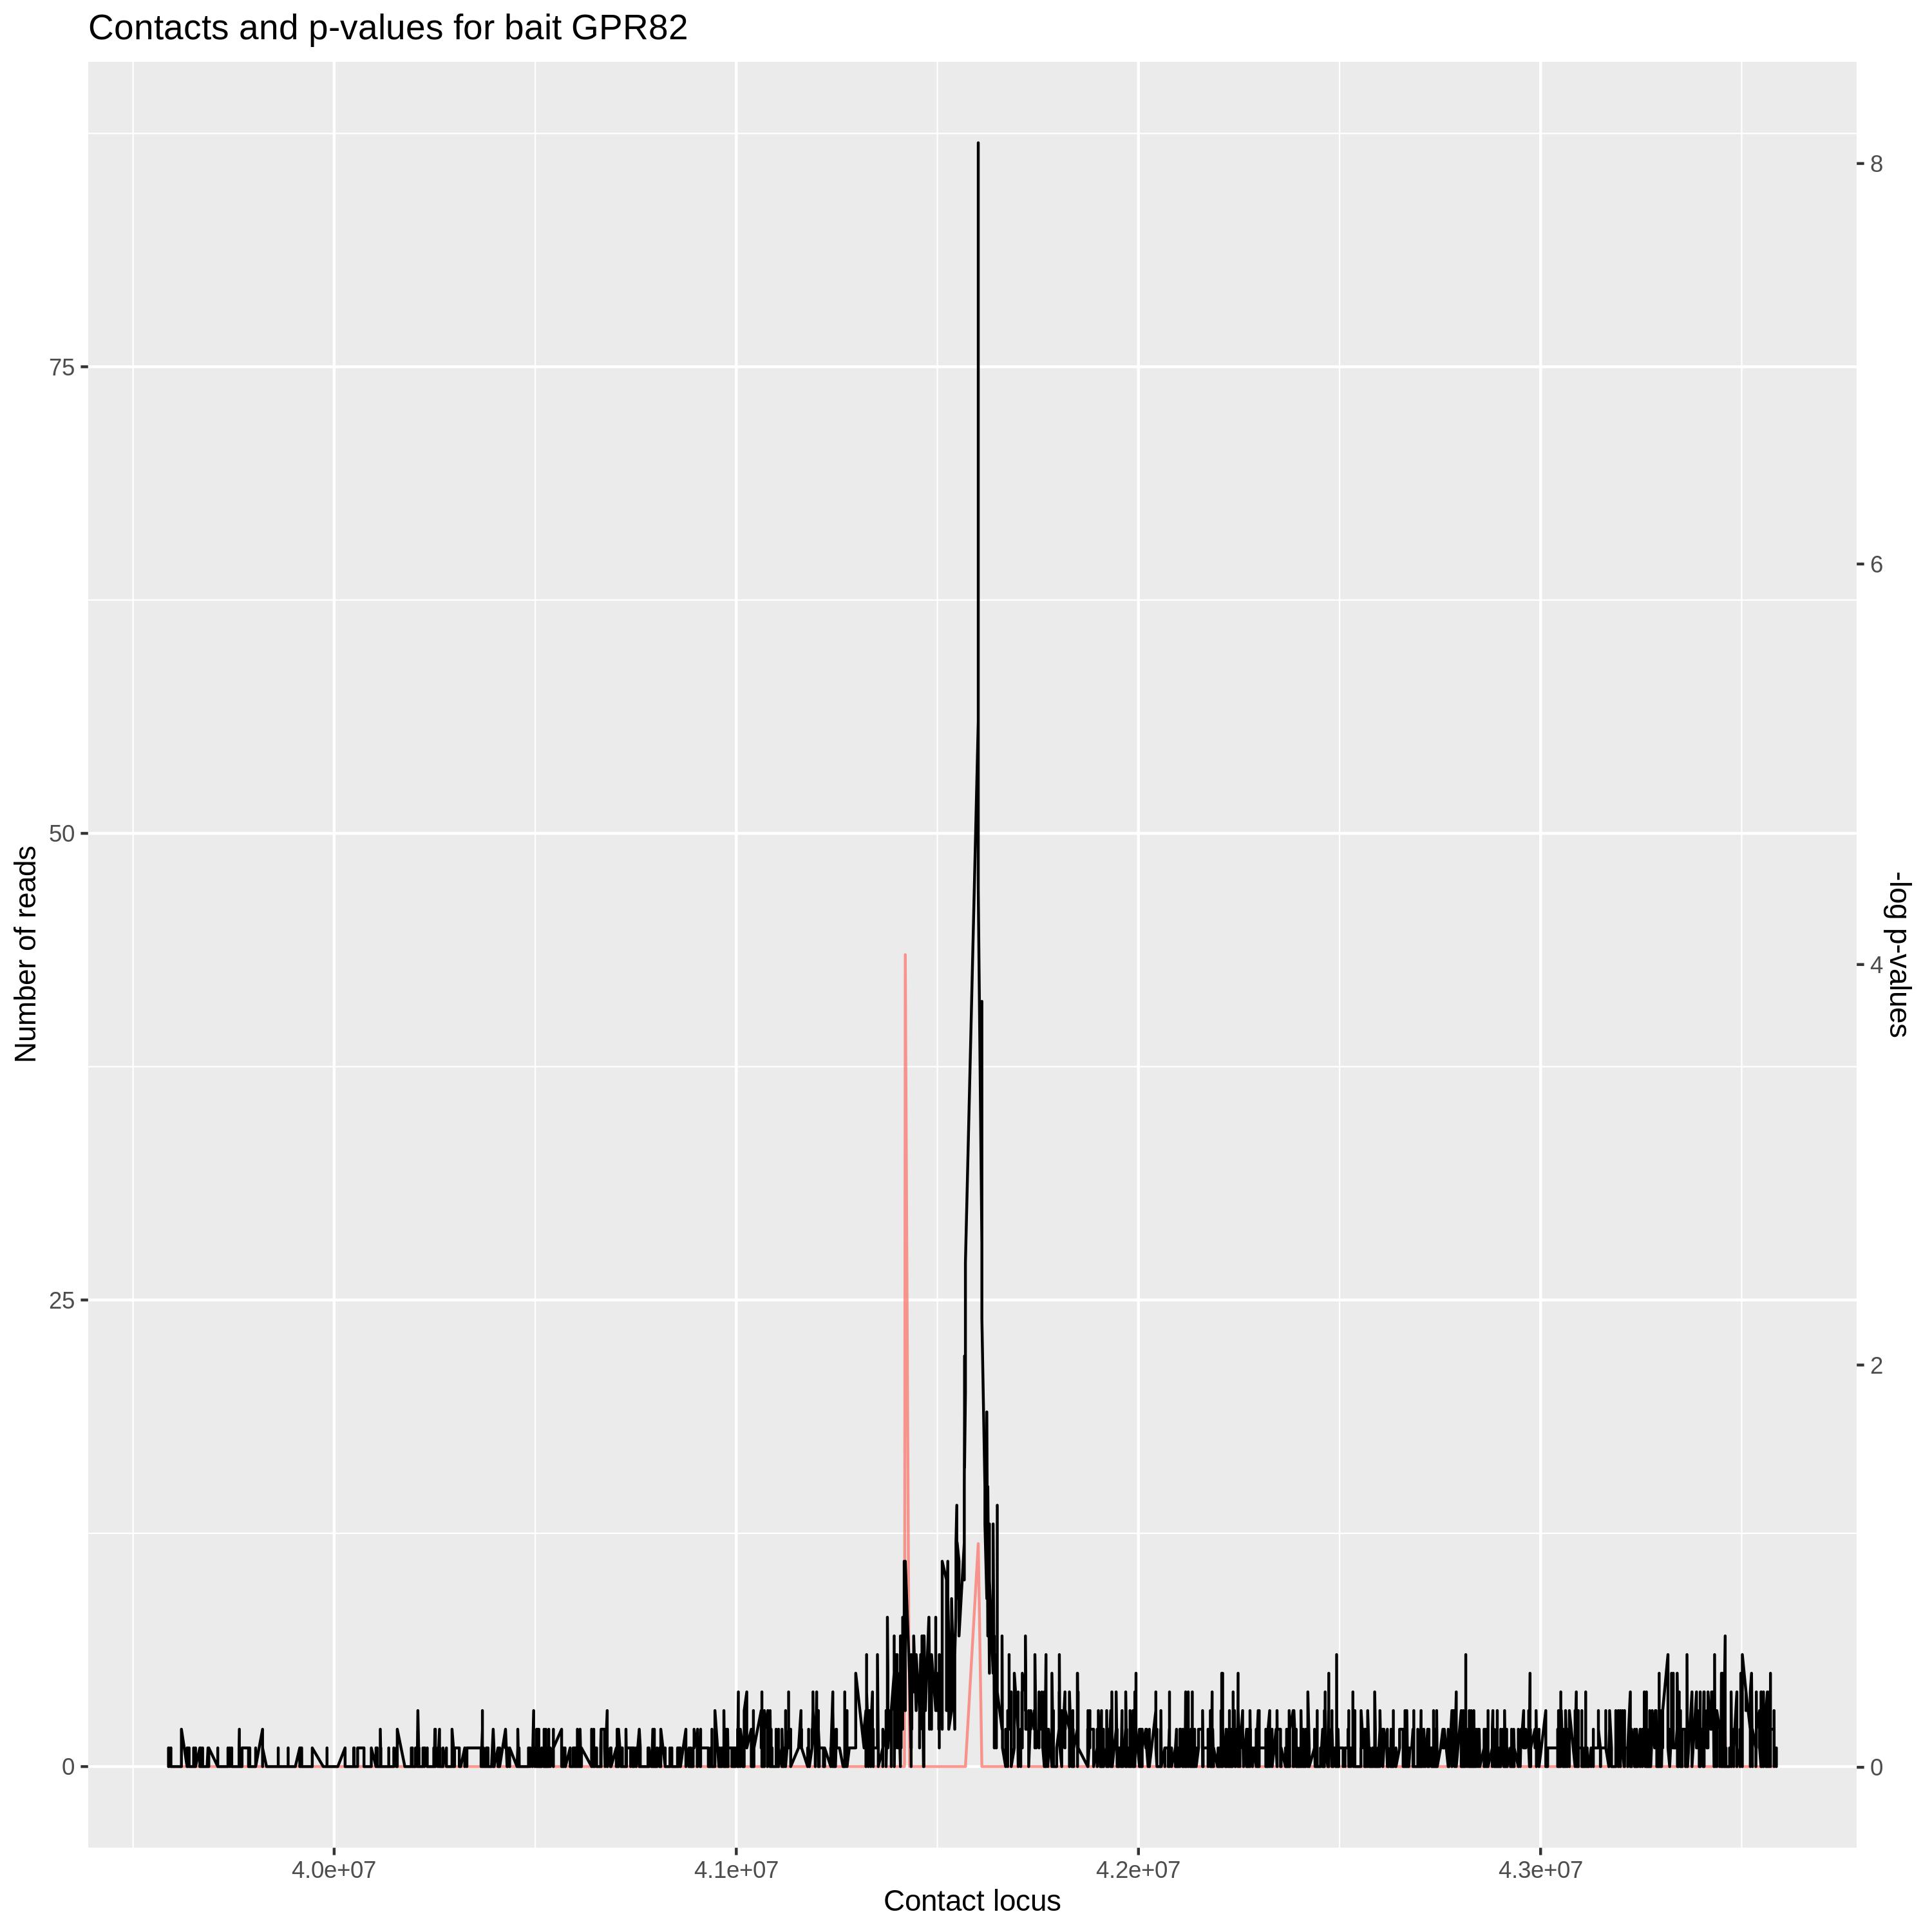 Contacts and p-values for bait GPR82
Number of reads
75
50
25
0
-log p-values
8
6
4
2
0
4.0e+07
4.1e+07
4.2e+07
4.3e+07
Contact locus